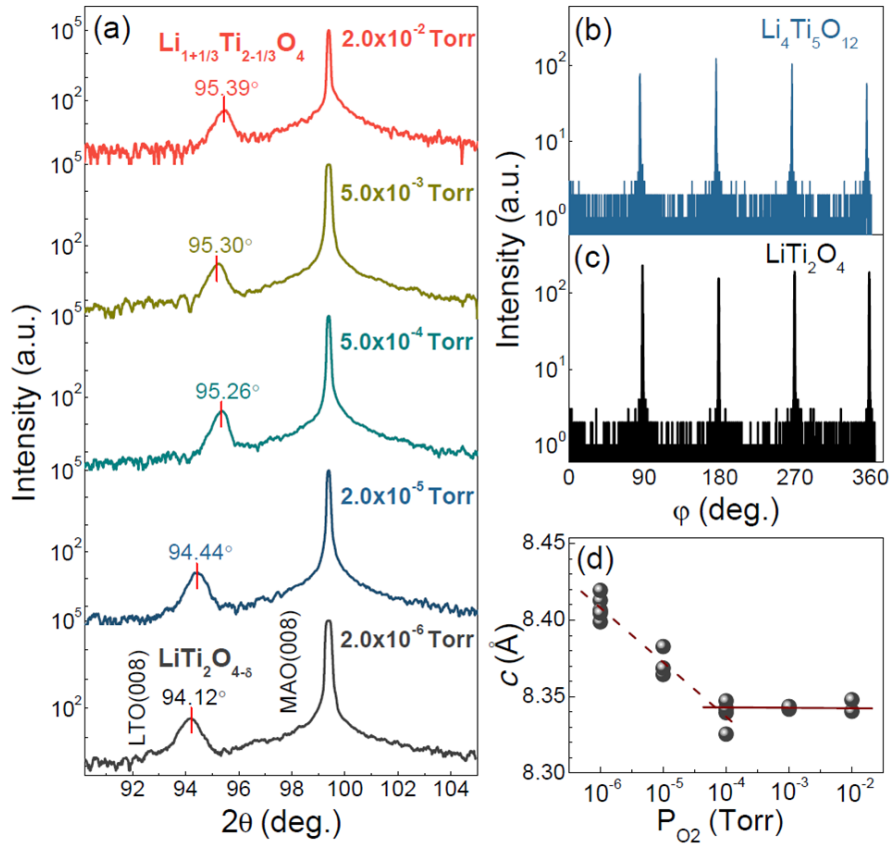 (a)
Li1+1/3Ti2-1/3O4
2.0x10⁻² Torr
95.39°
5.0x10⁻³ Torr
95.30°
5.0x10⁻⁴ Torr
95.26°
2.0x10⁻⁵ Torr
94.44°
2.0x10⁻⁶ Torr
LiTi2O4-δ
94.12°
LTO(008)
MAO(008)
10⁵
10²
10⁵
10²
10⁵
10²
10⁵
10²
10⁵
10²
Intensity (a.u.)
92 94 96 98 100 102 104
2θ (deg.)
(b)
Li4Ti5O12
10²
10¹
10⁰
Intensity (a.u.)
(c)
LiTi2O4
10²
10¹
10⁰
0 90 180 270 360
φ (deg.)
(d)
8.45
8.40
8.35
8.30
c (Å)
10⁻⁶ 10⁻⁵ 10⁻⁴ 10⁻³ 10⁻²
PO2 (Torr)